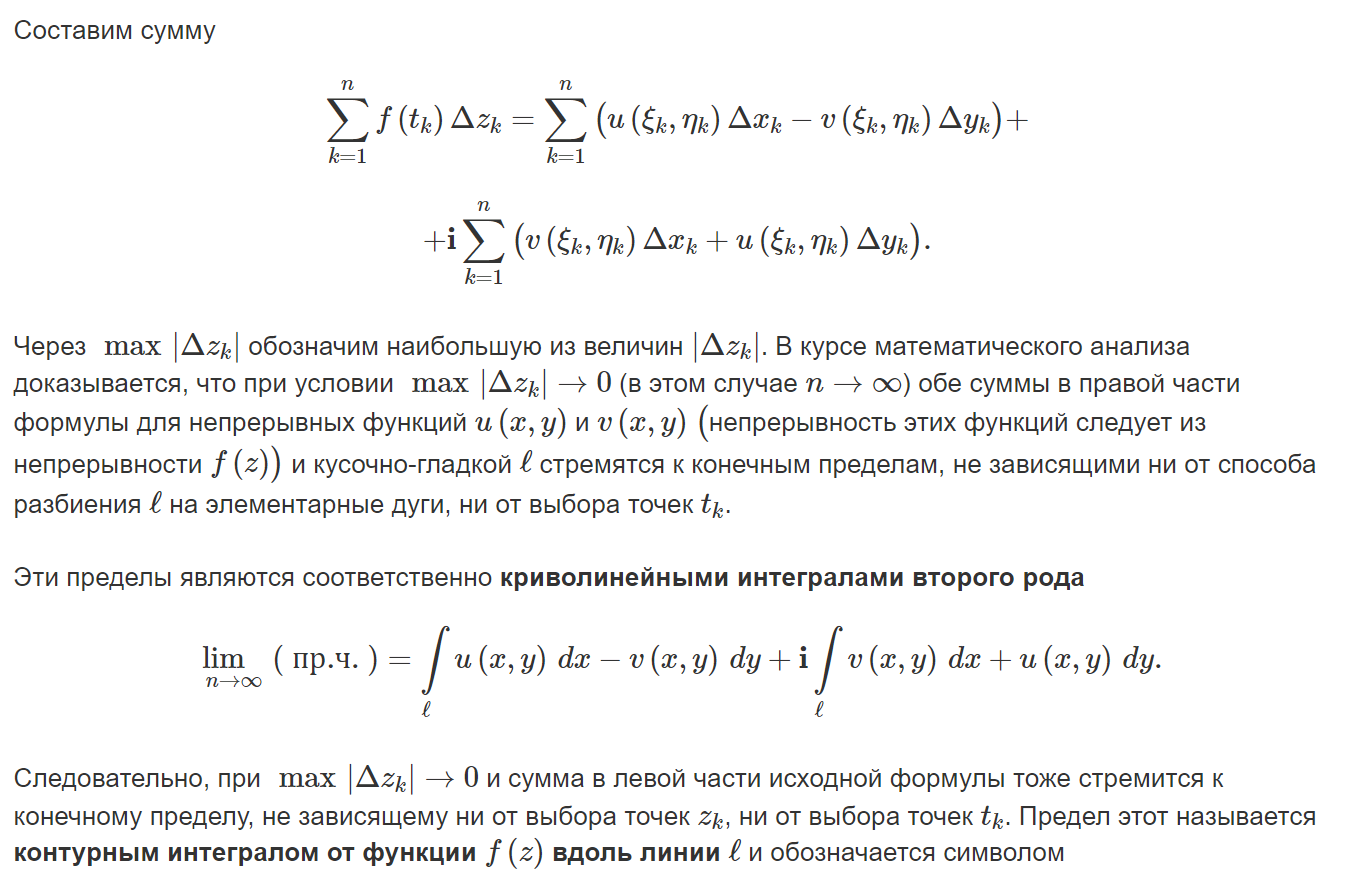 Составим сумму
$$\sum_{k=1}^{n} f(t_k) \Delta z_k = \sum_{k=1}^{n} \big(u(\xi_k, \eta_k) \Delta x_k - v(\xi_k, \eta_k) \Delta y_k\big) +$$
$$+ \mathbf{i} \sum_{k=1}^{n} \big(v(\xi_k, \eta_k) \Delta x_k + u(\xi_k, \eta_k) \Delta y_k\big).$$
Через $\max |\Delta z_k|$ обозначим наибольшую из величин $|\Delta z_k|$. В курсе математического анализа
доказывается, что при условии $\max |\Delta z_k| \to 0$ (в этом случае $n \to \infty$) обе суммы в правой части
формулы для непрерывных функций $u(x, y)$ и $v(x, y)$ (непрерывность этих функций следует из
непрерывности $f(z)$) и кусочно-гладкой $\ell$ стремятся к конечным пределам, не зависящими ни от способа
разбиения $\ell$ на элементарные дуги, ни от выбора точек $t_k$.
Эти пределы являются соответственно криволинейными интегралами второго рода
$$\lim_{n \to \infty} (\text{ пр.ч. }) = \int\limits_{\ell} u(x, y)\, dx - v(x, y)\, dy + \mathbf{i} \int\limits_{\ell} v(x, y)\, dx + u(x, y)\, dy.$$
Следовательно, при $\max |\Delta z_k| \to 0$ и сумма в левой части исходной формулы тоже стремится к
конечному пределу, не зависящему ни от выбора точек $z_k$, ни от выбора точек $t_k$. Предел этот называется
контурным интегралом от функции $f(z)$ вдоль линии $\ell$ и обозначается символом